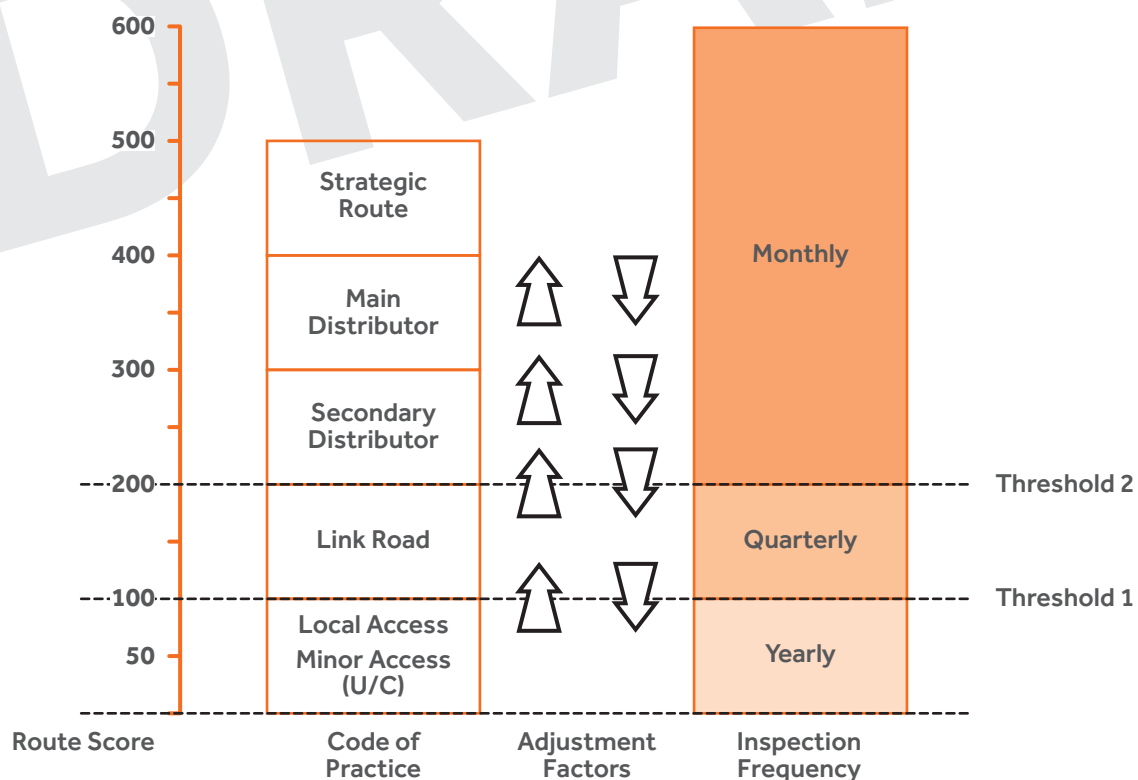 DRA
600
500
400
300
200
100
50
Route Score
Strategic
Route
Main
Distributor
Secondary
Distributor
Link Road
Local Access
Minor Access
(U/C)
Code of
Practice
Adjustment
Factors
Monthly
Quarterly
Yearly
Inspection
Frequency
Threshold 2
Threshold 1